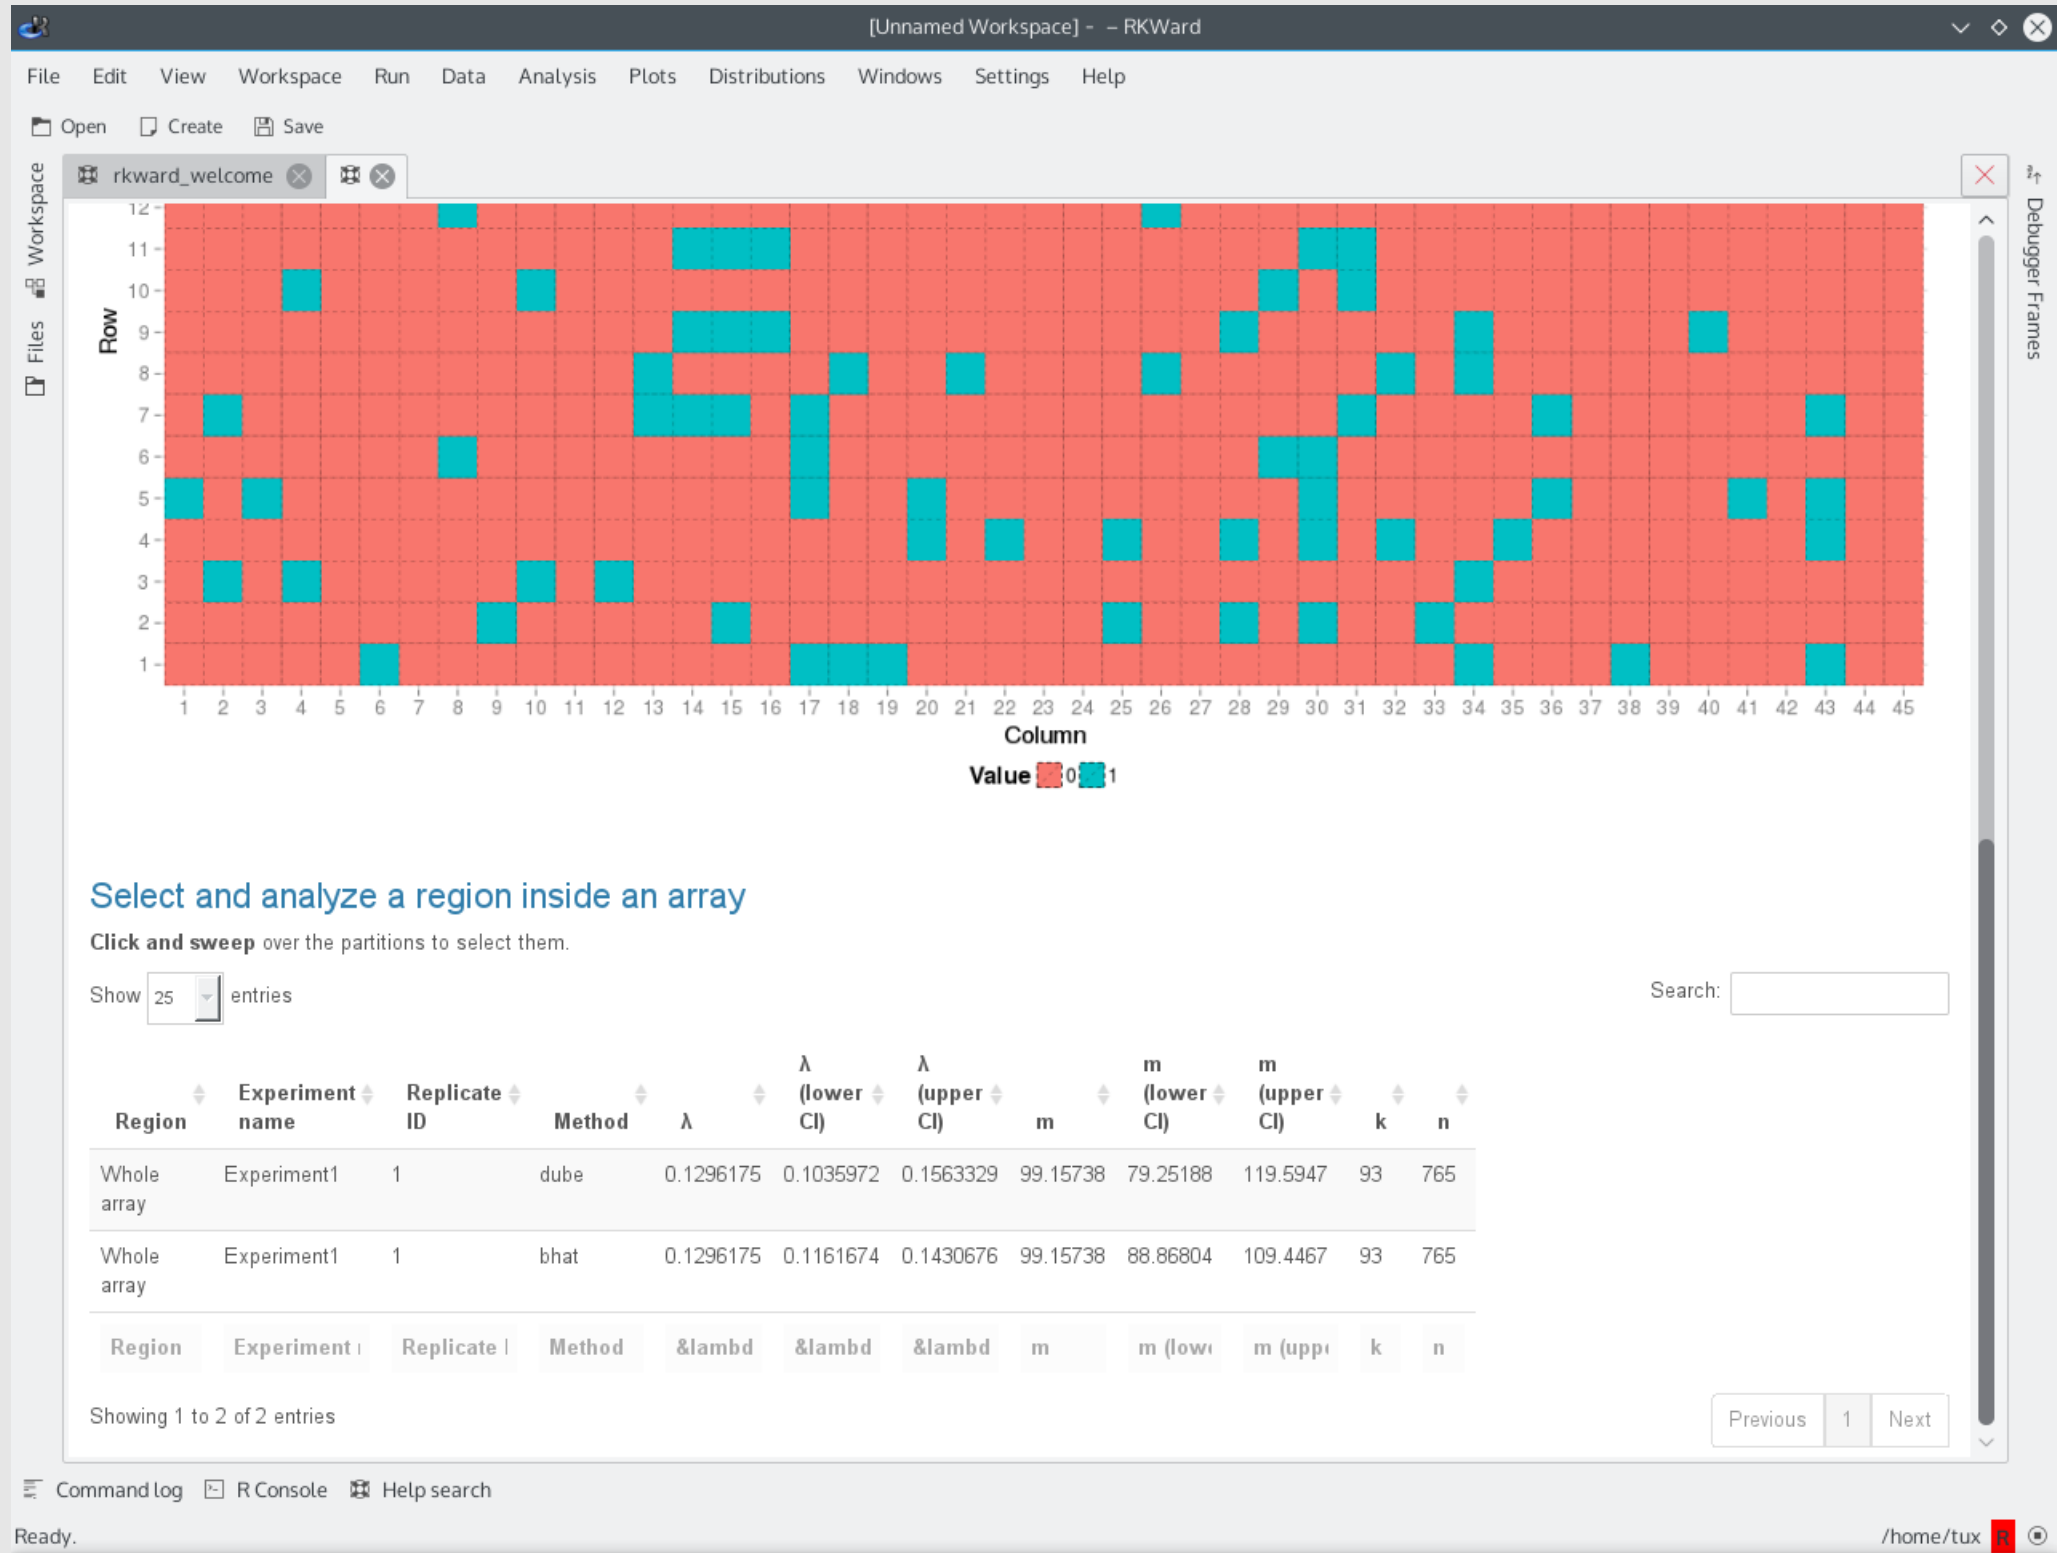 [Unnamed Workspace] - – RKWard
File Edit View Workspace Run Data Analysis Plots Distributions Windows Settings Help
Open Create Save
Workspace
Files
rkward_welcome
Debugger Frames
Row
12
11
10
9
8
7
6
5
4
3
2
1
1 2 3 4 5 6 7 8 9 10 11 12 13 14 15 16 17 18 19 20 21 22 23 24 25 26 27 28 29 30 31 32 33 34 35 36 37 38 39 40 41 42 43 44 45
Column
Value 0 1
Select and analyze a region inside an array
Click and sweep over the partitions to select them.
Show 25 entries
Search:
Region Experiment name Replicate ID Method λ λ (lower CI) λ (upper CI) m m (lower CI) m (upper CI) k n
Whole array Experiment1 1 dube 0.1296175 0.1035972 0.1563329 99.15738 79.25188 119.5947 93 765
Whole array Experiment1 1 bhat 0.1296175 0.1161674 0.1430676 99.15738 88.86804 109.4467 93 765
Region Experiment Replicate Method &lambd &lambd &lambd m m (low m (upp k n
Showing 1 to 2 of 2 entries
Previous 1 Next
Command log R Console Help search
Ready.
/home/tux R